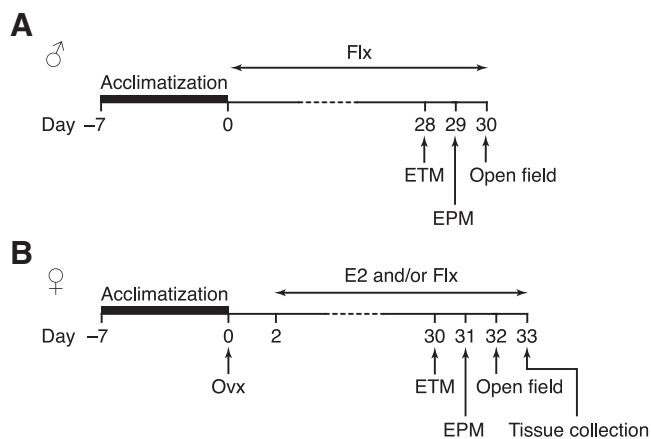 A
♂
Flx
Acclimatization
Day –7 0 28 29 30
ETM Open field
EPM
B
♀
E2 and/or Flx
Acclimatization
Day –7 0 2 30 31 32 33
Ovx ETM Open field
EPM Tissue collection